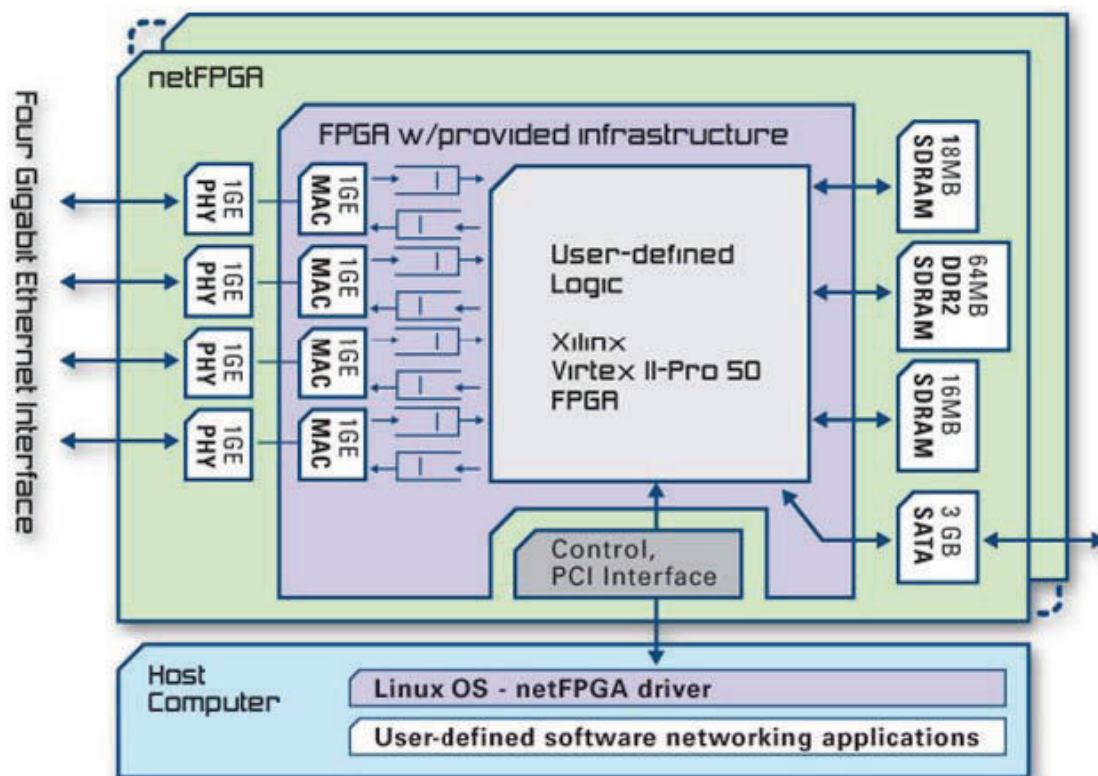 netFPGA
FPGA w/provided infrastructure
Four Gigabit Ethernet Interface
1GE
PHY
1GE
MAC
1GE
PHY
1GE
MAC
1GE
PHY
1GE
MAC
1GE
PHY
1GE
MAC
User-defined
Logic
Xilinx
Virtex II-Pro 50
FPGA
18MB
SDRAM
64MB
DDR2
SDRAM
16MB
SDRAM
3 GB
SATA
Control,
PCI Interface
Host
Computer
Linux OS - netFPGA driver
User-defined software networking applications